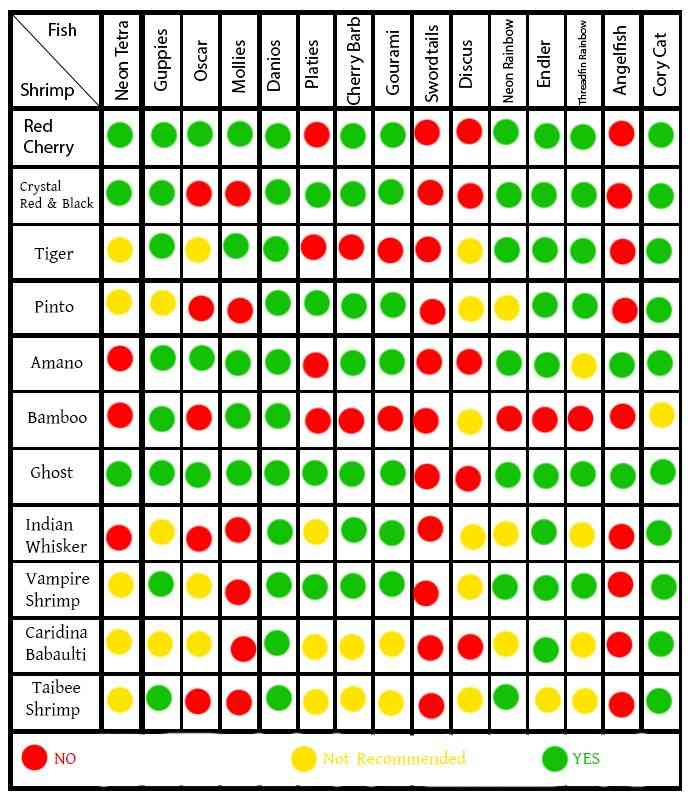 Fish
Shrimp
Neon Tetra
Guppies
Oscar
Mollies
Danios
Platies
Cherry Barb
Gourami
Swordtails
Discus
Neon Rainbow
Endler
Threadfin Rainbow
Angelfish
Cory Cat
Red
Cherry
Crystal
Red & Black
Tiger
Pinto
Amano
Bamboo
Ghost
Indian
Whisker
Vampire
Shrimp
Caridina
Babaulti
Taibee
Shrimp
NO
Not Recommended
YES